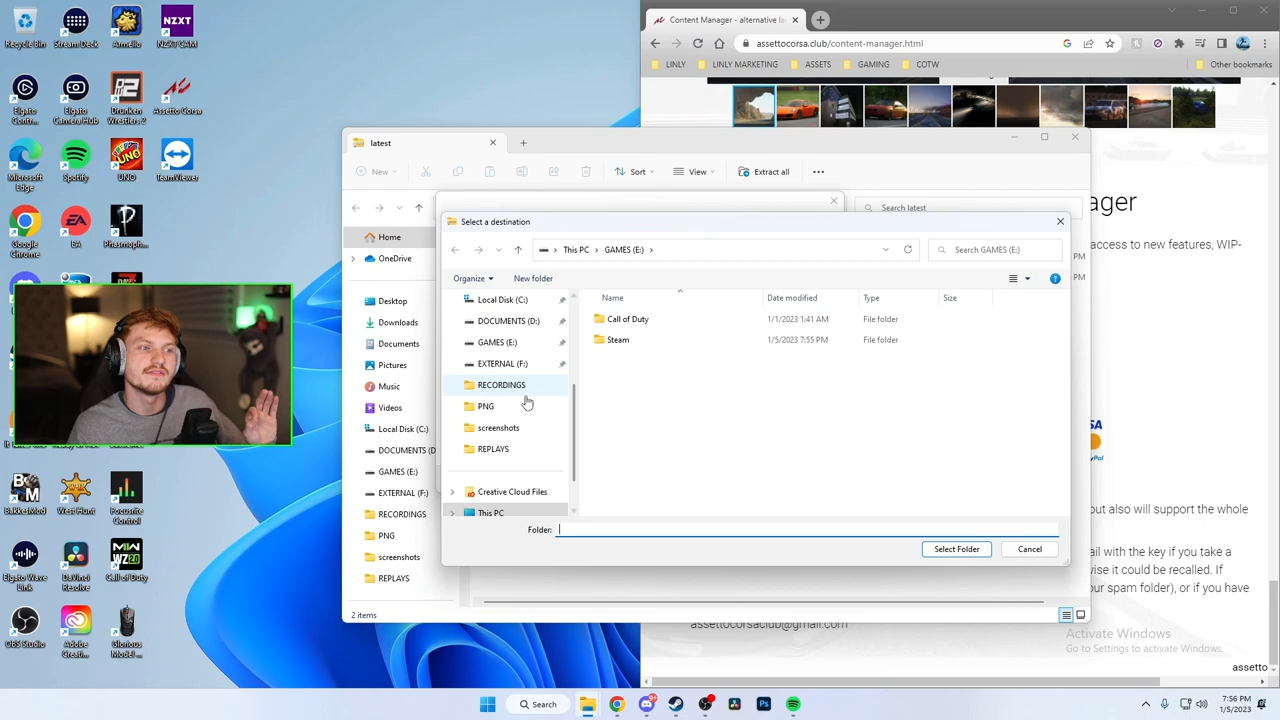 Recycle Bin
Stream Deck
Armello
NZXT CAM
NZXT
Elgato
Contr...
Elgato
Camera Hub
Drunken
Wrestlers 2
Assetto Corsa
Microsoft
Edge
Spotify
UNO
TeamViewer
Google
Chrome
EA
Phasmoph...
BakkesMod
West Hunt
Focusrite
Control
Elgato Wave
Link
DaVinci
Resolve
Call of Duty
OBS Studio
Adobe
Creati...
Glorious
Model ...
Content Manager - alternative la
assettocorsa.club/content-manager.html
LINLY
LINLY MARKETING
ASSETS
GAMING
COTW
Other bookmarks
latest
New
Sort
View
Extract all
Search latest
Home
OneDrive
Desktop
Downloads
Documents
Pictures
Music
Videos
Local Disk (C:)
DOCUMENTS (D
GAMES (E:)
EXTERNAL (F:)
RECORDINGS
PNG
screenshots
REPLAYS
2 items
Select a destination
This PC
GAMES (E:)
Search GAMES (E:)
Organize
New folder
Local Disk (C:)
DOCUMENTS (D:)
GAMES (E:)
EXTERNAL (F:)
RECORDINGS
PNG
screenshots
REPLAYS
Creative Cloud Files
This PC
Name
Date modified
Type
Size
Call of Duty
1/1/2023 1:41 AM
File folder
Steam
1/5/2023 7:55 PM
File folder
Folder:
Select Folder
Cancel
ager
access to new features, WIP-
PM
PM
but also will support the whole
ail with the key if you take a
wise it could be recalled. If
our spam folder), or if you have
assettocorsaclub@gmail.com
Activate Windows
Go to Settings to activate Windows.
assetto
Search
7:56 PM
1/5/2023